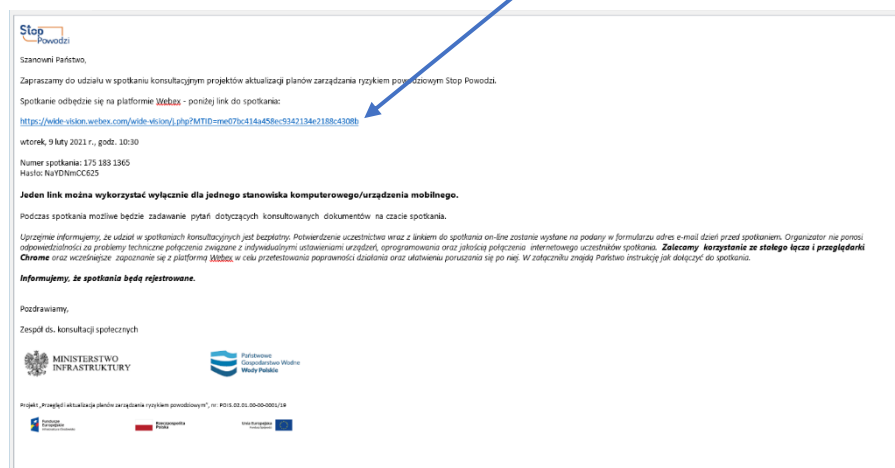 Stop
Powodzi
Szanowni Państwo,
Zapraszamy do udziału w spotkaniu konsultacyjnym projektów aktualizacji planów zarządzania ryzykiem powodziowym Stop Powodzi.
Spotkanie odbędzie się na platformie Webex - poniżej link do spotkania:
https://wide-vision.webex.com/wide-vision/j.php?MTID=me07bc414a458ec9342134e2188c4308b
wtorek, 9 luty 2021 r., godz. 10:30
Numer spotkania: 175 183 1365
Hasło: NaYDNmCC625
Jeden link można wykorzystać wyłącznie dla jednego stanowiska komputerowego/urządzenia mobilnego.
Podczas spotkania możliwe będzie zadawanie pytań dotyczących konsultowanych dokumentów na czacie spotkania.
Uprzejmie informujemy, że udział w spotkaniach konsultacyjnych jest bezpłatny. Potwierdzenie uczestnictwa wraz z linkiem do spotkania on-line zostanie wysłane na podany w formularzu adres e-mail dzień przed spotkaniem. Organizator nie ponosi
odpowiedzialności za problemy techniczne połączenia związane z indywidualnymi ustawieniami urządzeń, oprogramowania oraz jakością połączenia internetowego uczestników spotkania. Zalecamy korzystanie ze stałego łącza i przeglądarki
Chrome oraz wcześniejsze zapoznanie się z platformą Webex w celu przetestowania poprawności działania oraz ułatwieniu poruszania się po niej. W załączniku znajdą Państwo instrukcję jak dołączyć do spotkania.
Informujemy, że spotkania będą rejestrowane.
Pozdrawiamy,
Zespół ds. konsultacji społecznych
MINISTERSTWO
INFRASTRUKTURY
Państwowe
Gospodarstwo Wodne
Wody Polskie
Projekt „Przegląd i aktualizacja planów zarządzania ryzykiem powodziowym", nr: POIS.02.01.00-00-0001/19
Fundusze
Europejskie
Rzeczpospolita
Polska
Unia Europejska